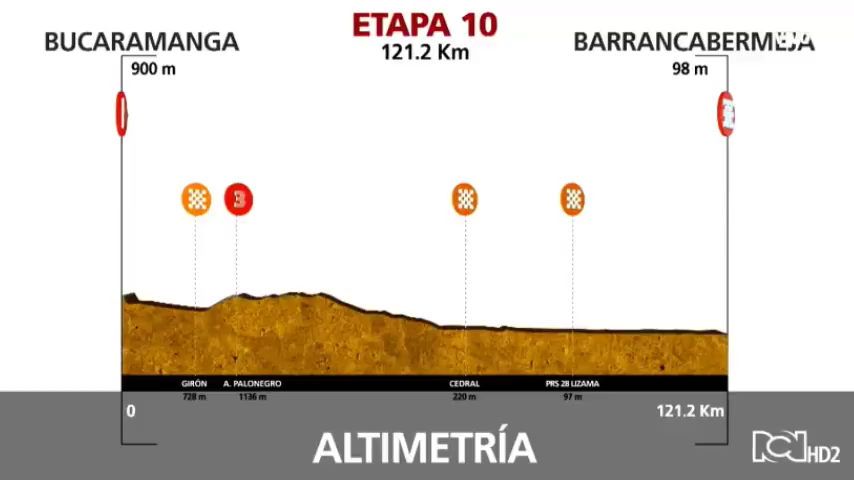 ETAPA 10
121.2 Km
BUCARAMANGA
900 m
BARRANCABERMEJA
98 m
3
GIRÓN
728 m
A. PALONEGRO
1136 m
CEDRAL
220 m
PRS 28 LIZAMA
97 m
0
121.2 Km
ALTIMETRÍA
RCN HD2